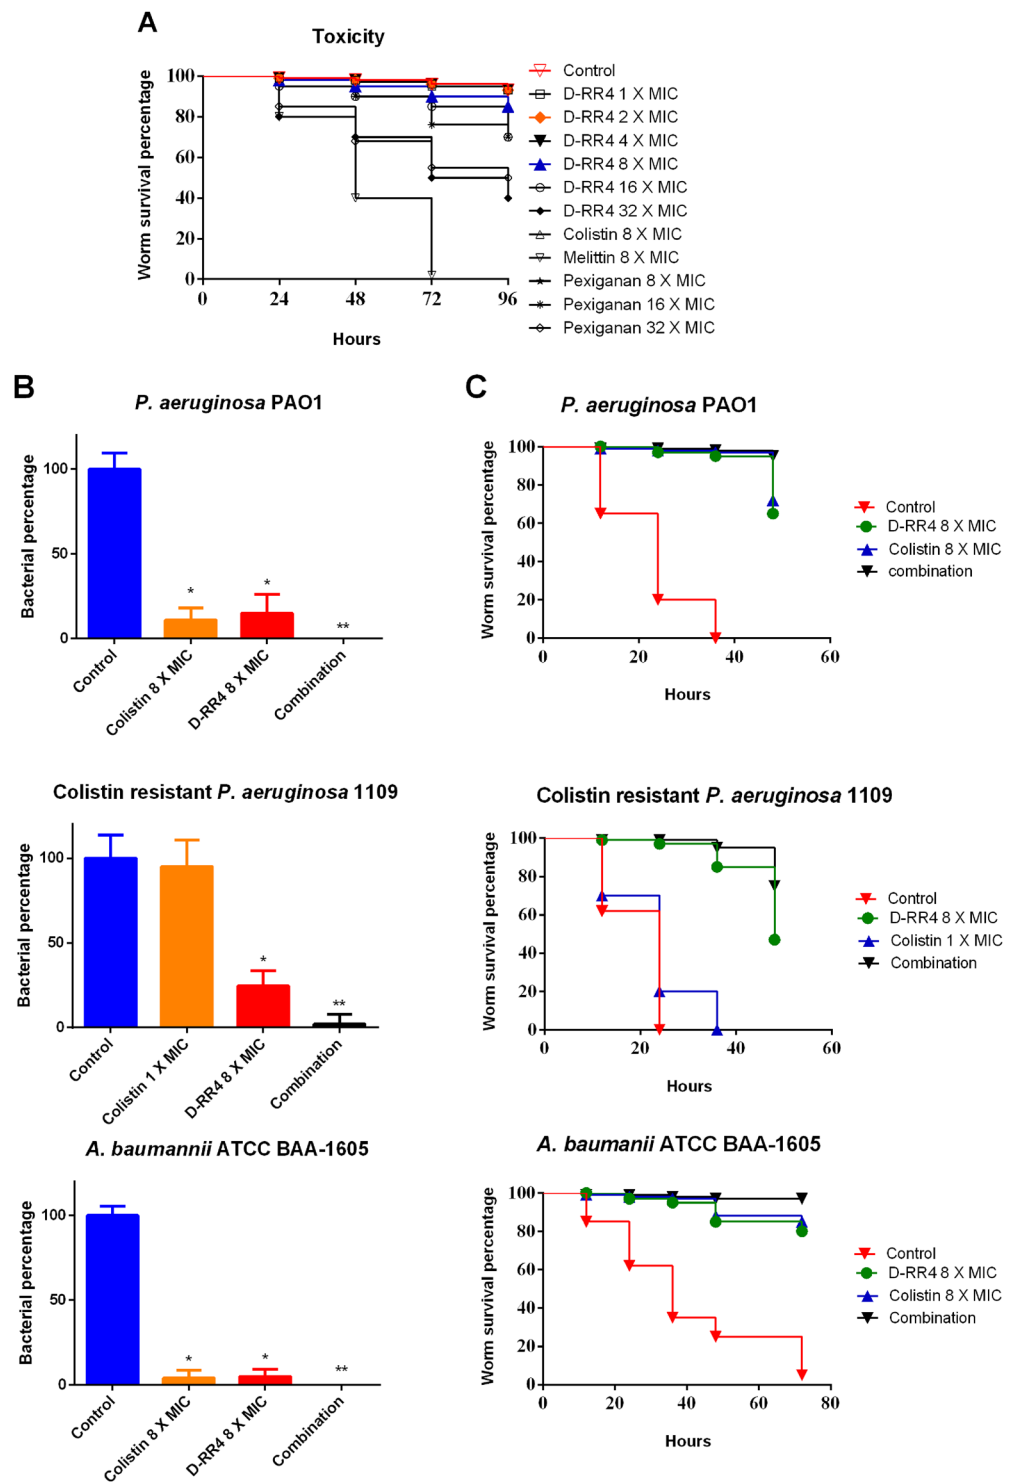 A
Toxicity
Worm survival percentage
100
80
60
40
20
0
0 24 48 72 96
Hours
Control
D-RR4 1 X MIC
D-RR4 2 X MIC
D-RR4 4 X MIC
D-RR4 8 X MIC
D-RR4 16 X MIC
D-RR4 32 X MIC
Colistin 8 X MIC
Melittin 8 X MIC
Pexiganan 8 X MIC
Pexiganan 16 X MIC
Pexiganan 32 X MIC
B
P. aeruginosa PAO1
Bacterial percentage
100
50
0
*
*
**
Control
Colistin 8 X MIC
D-RR4 8 X MIC
Combination
C
P. aeruginosa PAO1
Worm survival percentage
100
80
60
40
20
0
0 20 40 60
Hours
Control
D-RR4 8 X MIC
Colistin 8 X MIC
combination
Colistin resistant P. aeruginosa 1109
Bacterial percentage
100
50
0
*
**
Control
Colistin 1 X MIC
D-RR4 8 X MIC
Combination
Colistin resistant P. aeruginosa 1109
Worm survival percentage
100
80
60
40
20
0
0 20 40 60
Hours
Control
D-RR4 8 X MIC
Colistin 1 X MIC
Combination
A. baumannii ATCC BAA-1605
Bacterial percentage
100
50
0
*
*
**
Control
Colistin 8 X MIC
D-RR4 8 X MIC
Combination
A. baumanii ATCC BAA-1605
Worm survival percentage
100
80
60
40
20
0
0 20 40 60 80
Hours
Control
D-RR4 8 X MIC
Colistin 8 X MIC
Combination